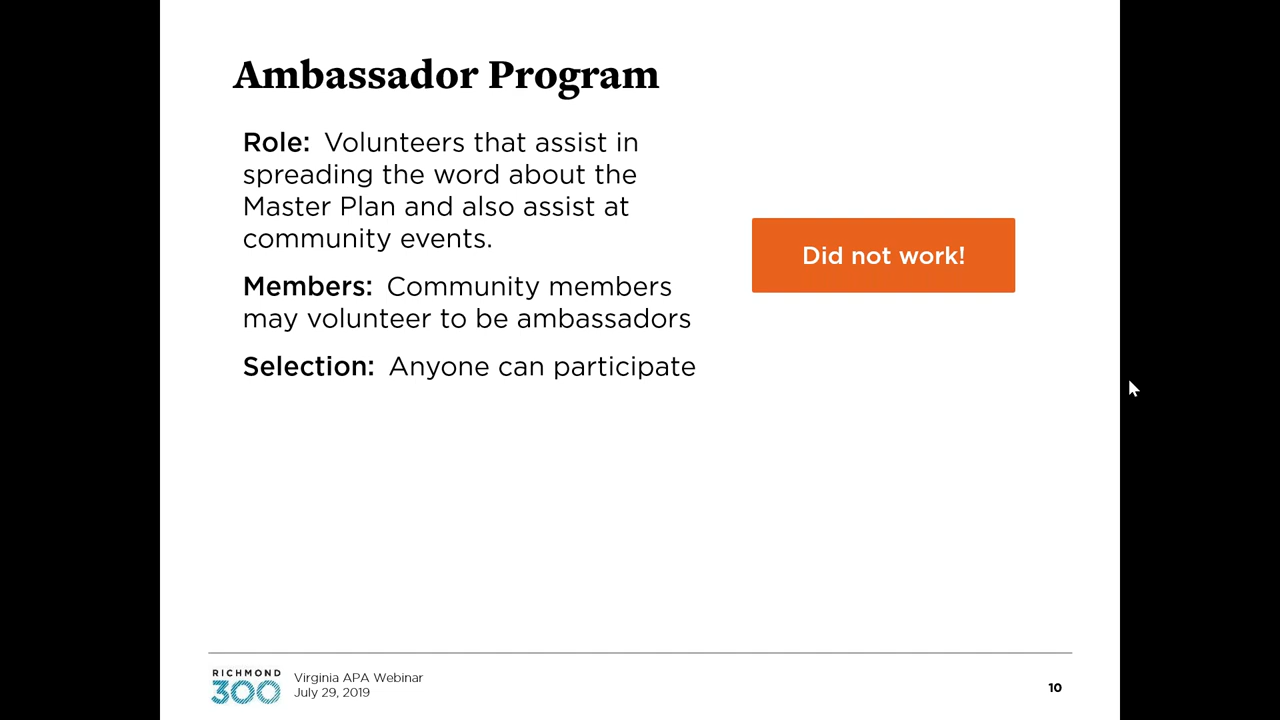 Ambassador Program
Role: Volunteers that assist in
spreading the word about the
Master Plan and also assist at
community events.
Members: Community members
may volunteer to be ambassadors
Selection: Anyone can participate
Did not work!
RICHMOND
300
Virginia APA Webinar
July 29, 2019
10